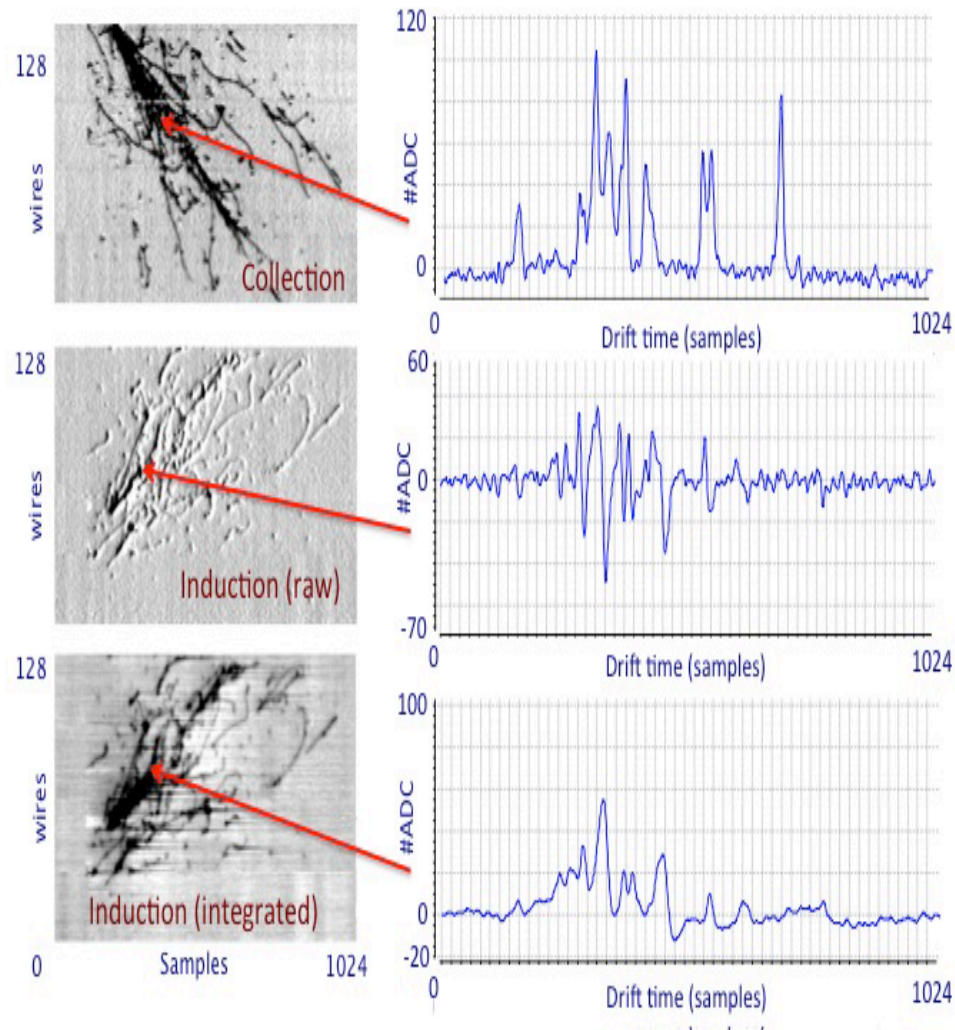 120
128
wires
#ADC
0
Collection
0
1024
Drift time (samples)
60
128
wires
#ADC
0
Induction (raw)
-70
0
1024
Drift time (samples)
128
100
wires
#ADC
0
Induction (integrated)
-20
0
Samples
1024
0
1024
Drift time (samples)